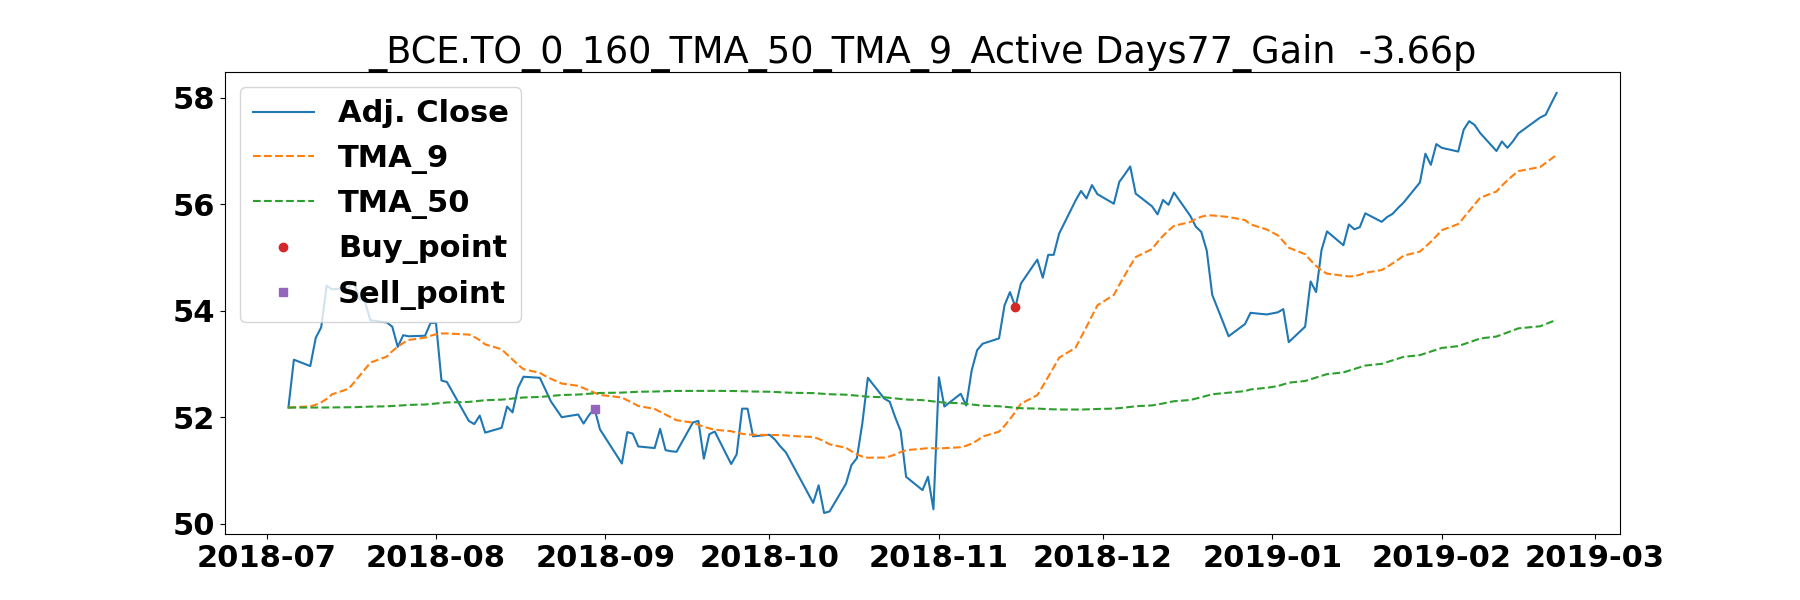 _BCE.TO_0_160_TMA_50_TMA_9_Active Days77_Gain  -3.66p
58
56
54
52
50
Adj. Close
TMA_9
TMA_50
Buy_point
Sell_point
2018-07 2018-08 2018-09 2018-10 2018-11 2018-12 2019-01 2019-02 2019-03